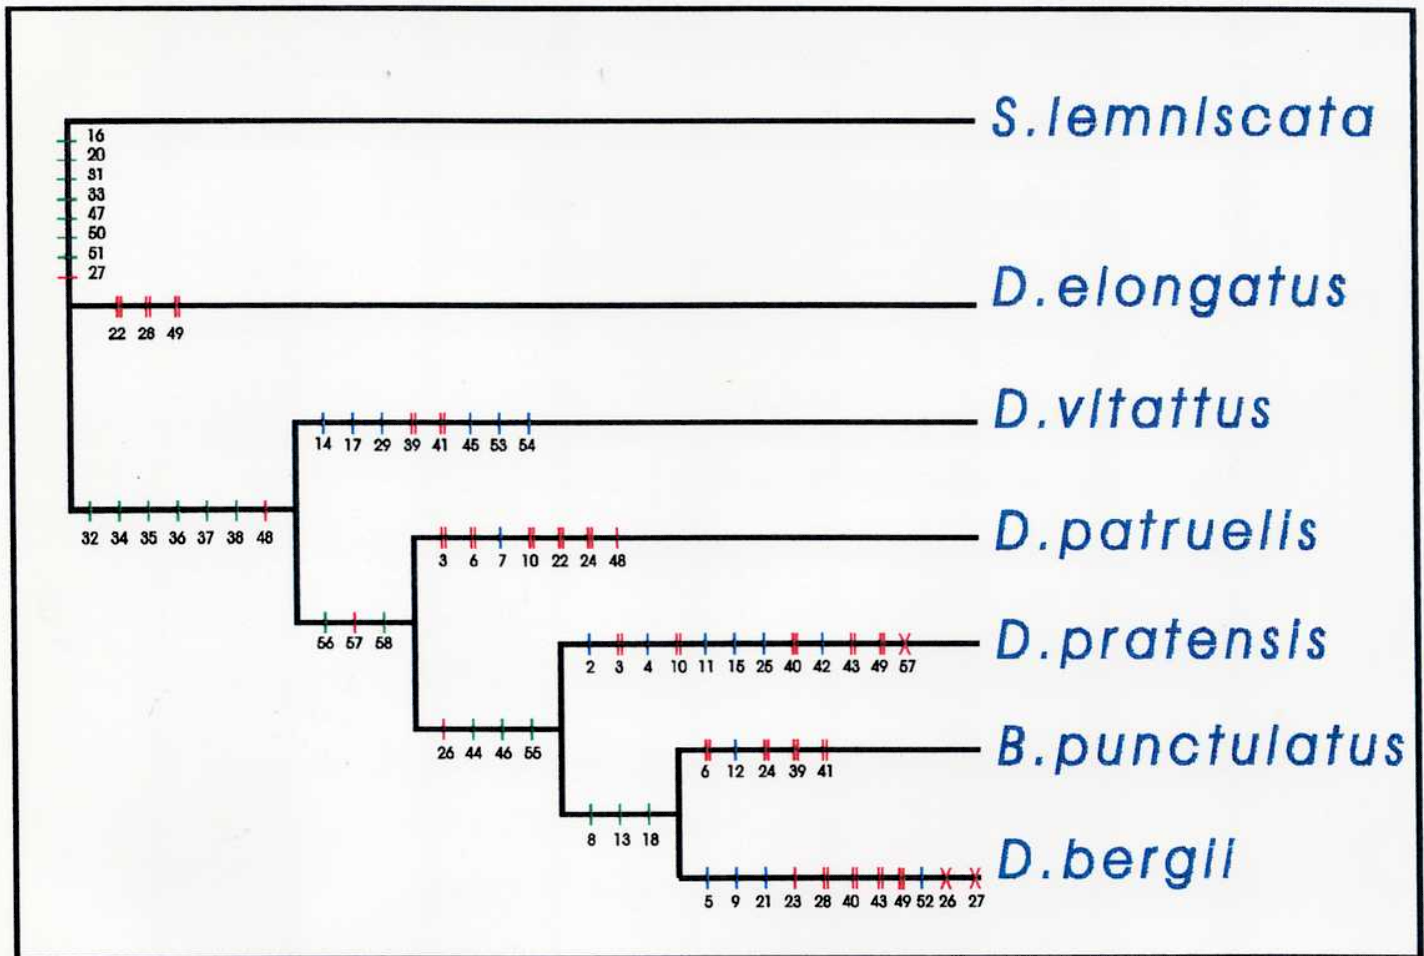 S.lemniscata
16
20
31
33
47
50
51
27
D.elongatus
22 28 49
D.vitattus
14 17 29 39 41 45 53 54
32 34 35 36 37 38 48
D.patruelis
3 6 7 10 22 24 48
56 57 58
D.pratensis
2 3 4 10 11 15 25 40 42 43 49 57
26 44 46 55
B.punctulatus
6 12 24 39 41
8 13 18
D.bergii
5 9 21 23 28 40 43 49 52 26 27